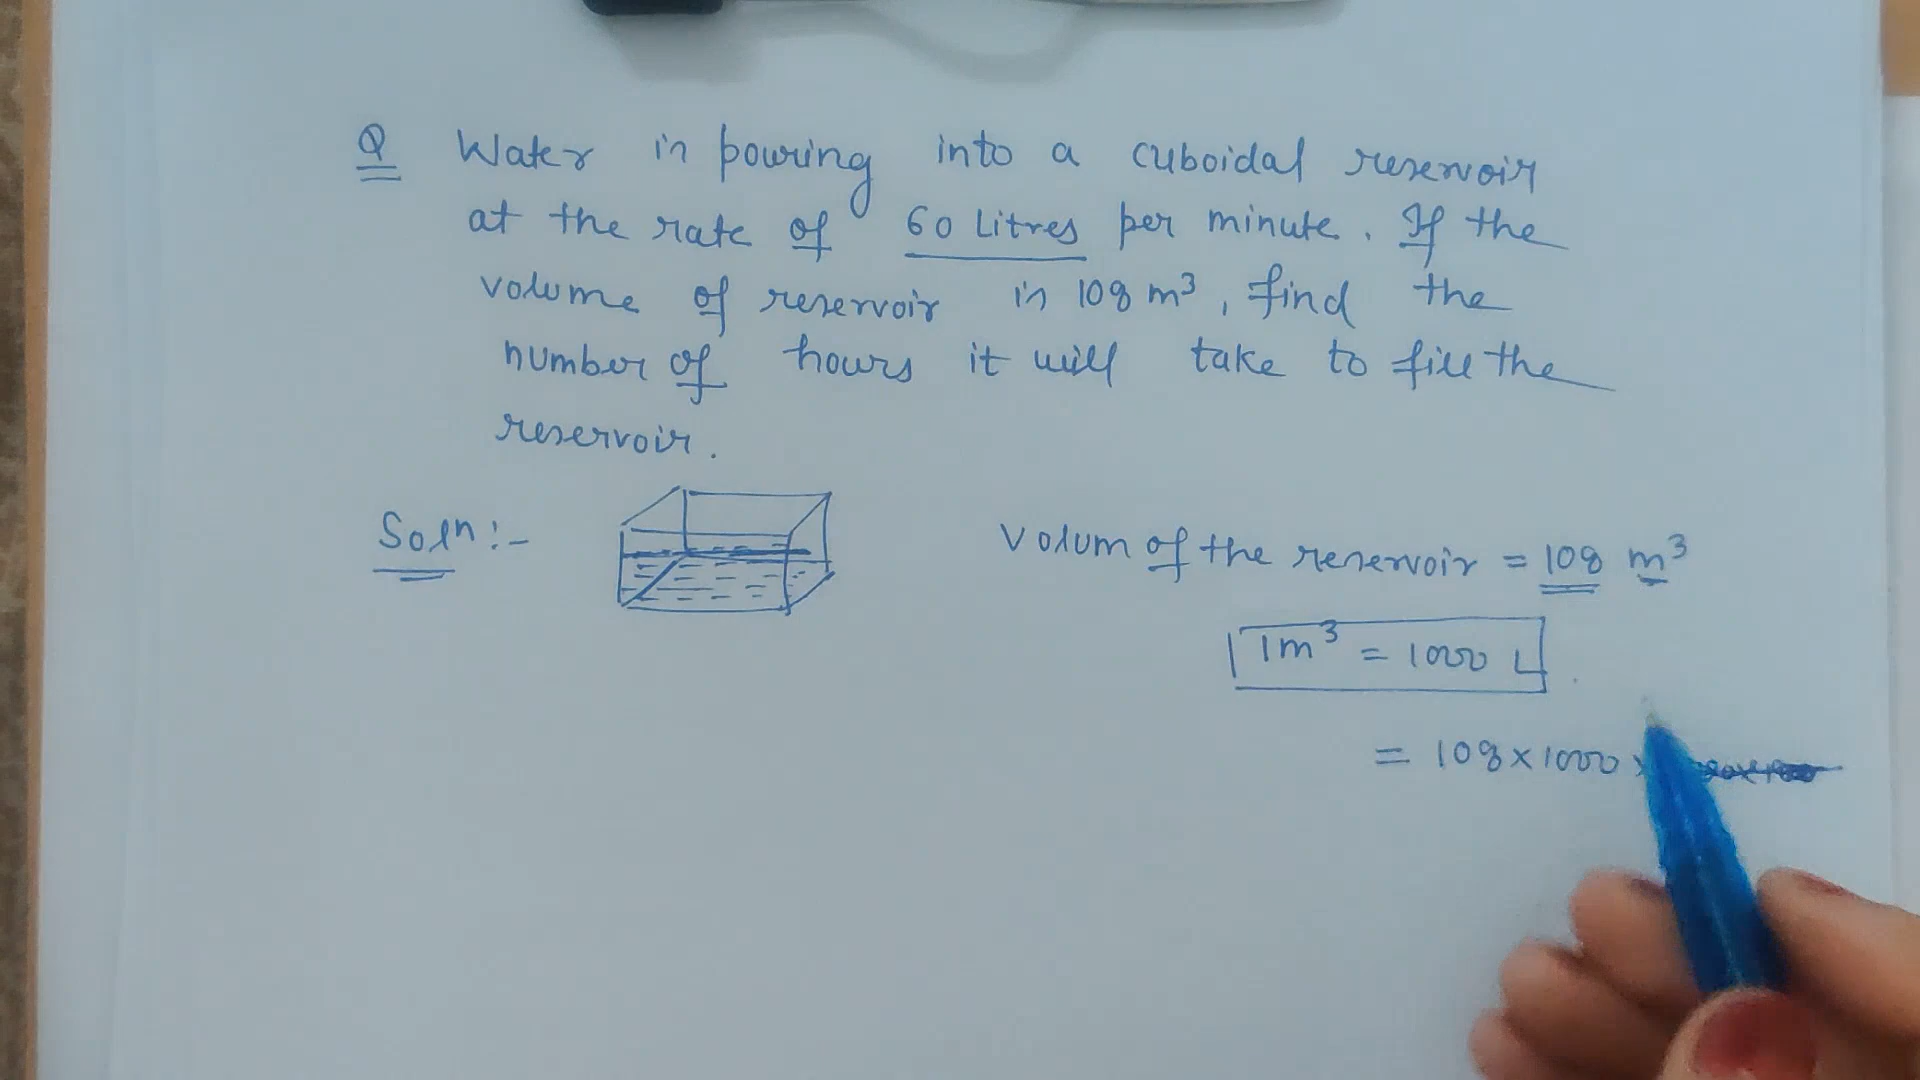 Q Water is pouring into a cuboidal reservoir
at the rate of 60 Litres per minute. If the
volume of reservoir is 108 m³, find the
number of hours it will take to fill the
reservoir.
Soln :-
Volum of the reservoir = 108 m³
1m³ = 1000 L
= 108 × 1000 ×